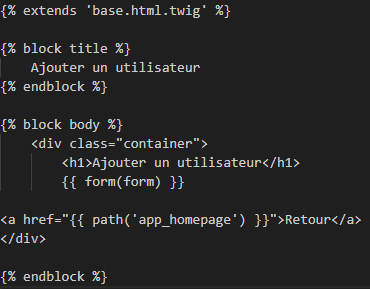 {% extends 'base.html.twig' %}
{% block title %}
Ajouter un utilisateur
{% endblock %}
{% block body %}
<div class="container">
<h1>Ajouter un utilisateur</h1>
{{ form(form) }}
<a href="{{ path('app_homepage') }}">Retour</a>
</div>
{% endblock %}